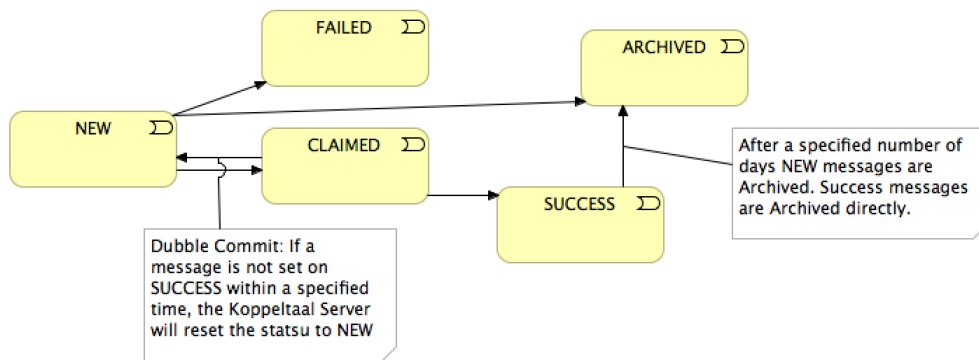 FAILED
ARCHIVED
NEW
CLAIMED
After a specified number of
days NEW messages are
Archived. Success messages
are Archived directly.
SUCCESS
Dubble Commit: If a
message is not set on
SUCCESS within a specified
time, the Koppeltaal Server
will reset the statsu to NEW